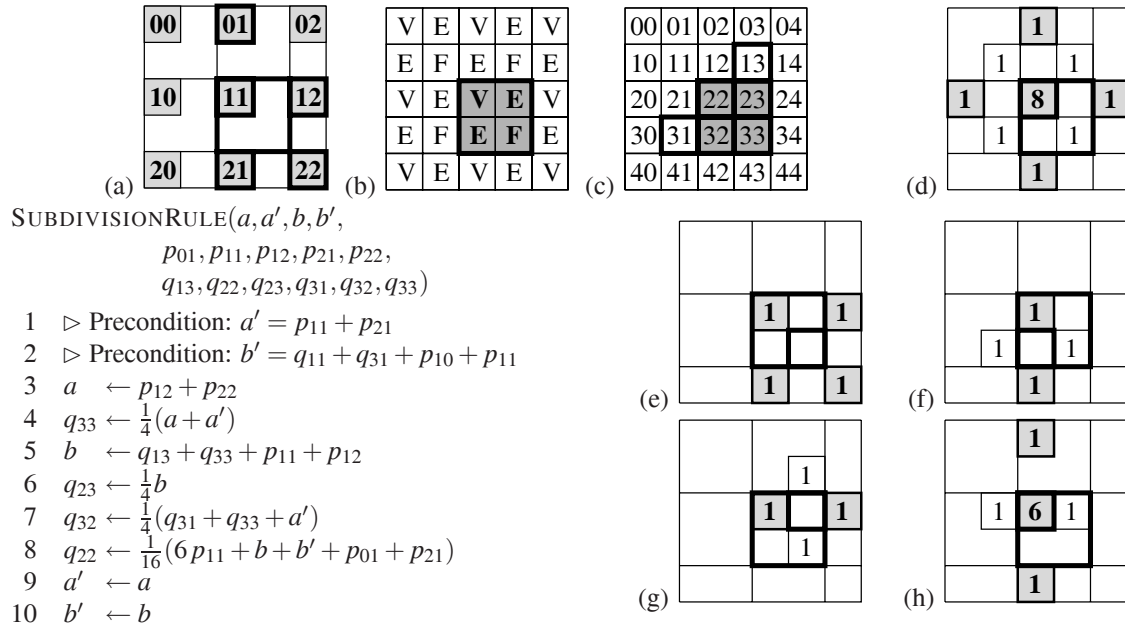 00 01 02
10 11 12
20 21 22
(a)
V E V E V
E F E F E
V E V E V
E F E F E
V E V E V
(b)
00 01 02 03 04
10 11 12 13 14
20 21 22 23 24
30 31 32 33 34
40 41 42 43 44
(c)
1
1 1
1 8 1
1 1
1
(d)
SUBDIVISIONRULE(a, a′, b, b′,
p₀₁, p₁₁, p₁₂, p₂₁, p₂₂,
q₁₃, q₂₂, q₂₃, q₃₁, q₃₂, q₃₃)
1 ▷ Precondition: a′ = p₁₁ + p₂₁
2 ▷ Precondition: b′ = q₁₁ + q₃₁ + p₁₀ + p₁₁
3 a ← p₁₂ + p₂₂
4 q₃₃ ← ¼(a + a′)
5 b ← q₁₃ + q₃₃ + p₁₁ + p₁₂
6 q₂₃ ← ¼b
7 q₃₂ ← ¼(q₃₁ + q₃₃ + a′)
8 q₂₂ ← 1/16(6 p₁₁ + b + b′ + p₀₁ + p₂₁)
9 a′ ← a
10 b′ ← b
1 1
1 1
(e)
1
1 1
1
(f)
1
1 1
1
(g)
1
1 6 1
1
(h)